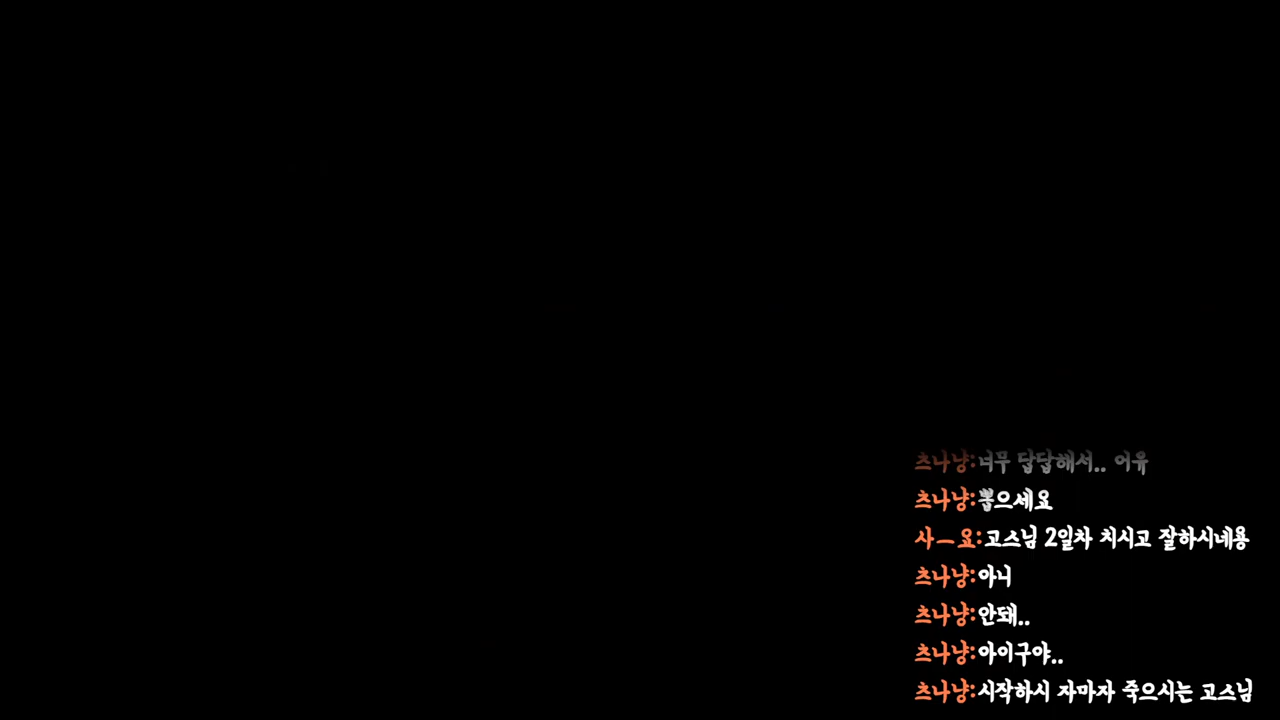 츠나냥:너무 답답해서.. 어유
츠나냥:뽑으세요
사ㅡ요:고스님 2일차 치시고 잘하시네용
츠나냥:아니
츠나냥:안돼..
츠나냥:아이구야..
츠나냥:시작하시 자마자 죽으시는 고스님